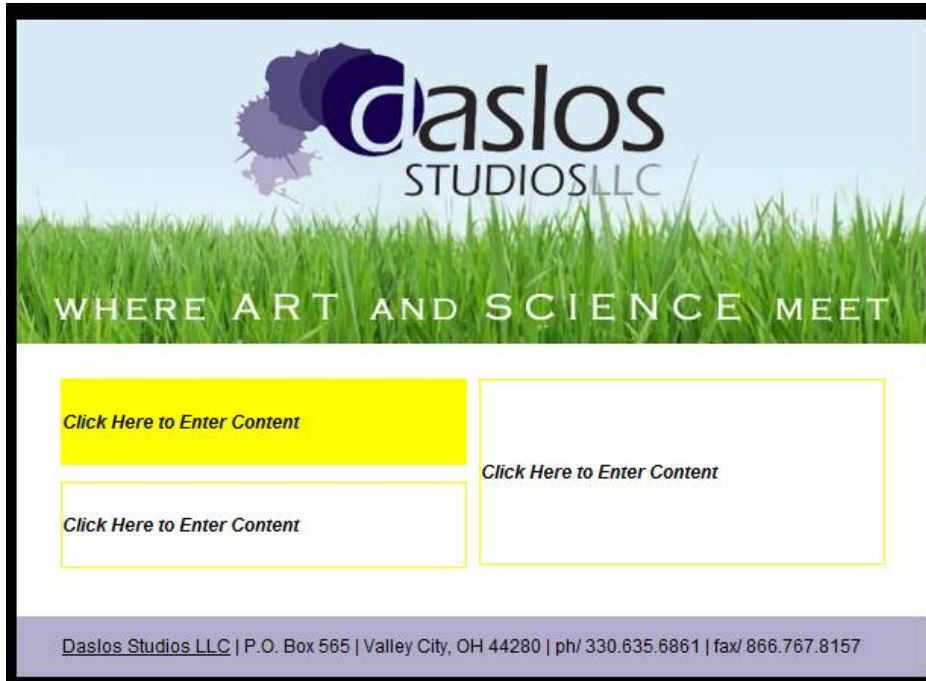 daslos
STUDIOSLLC
WHERE ART AND SCIENCE MEET
Click Here to Enter Content
Click Here to Enter Content
Click Here to Enter Content
Daslos Studios LLC | P.O. Box 565 | Valley City, OH 44280 | ph/ 330.635.6861 | fax/ 866.767.8157